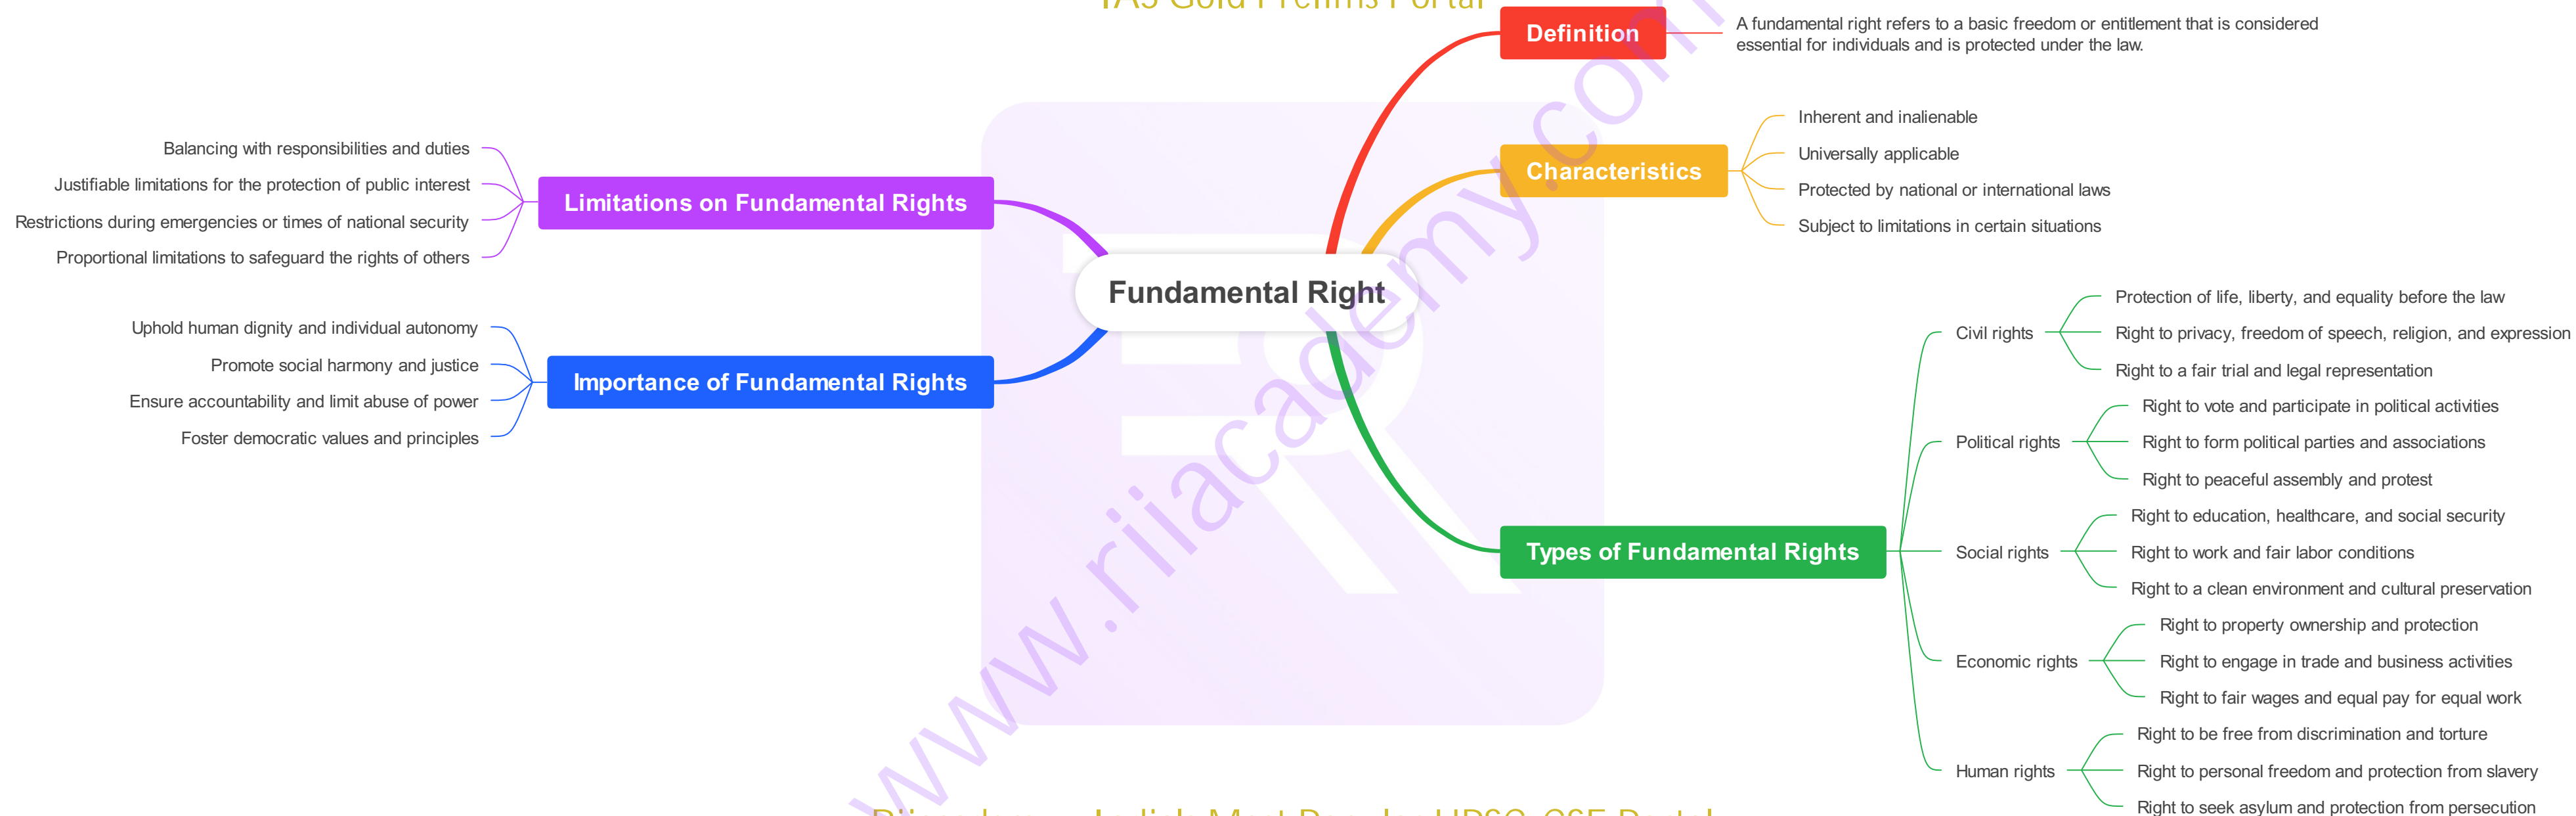 IAS Gold Prelims Portal
Definition
A fundamental right refers to a basic freedom or entitlement that is considered
essential for individuals and is protected under the law.
Characteristics
Inherent and inalienable
Universally applicable
Protected by national or international laws
Subject to limitations in certain situations
Limitations on Fundamental Rights
Balancing with responsibilities and duties
Justifiable limitations for the protection of public interest
Restrictions during emergencies or times of national security
Proportional limitations to safeguard the rights of others
Fundamental Right
Importance of Fundamental Rights
Uphold human dignity and individual autonomy
Promote social harmony and justice
Ensure accountability and limit abuse of power
Foster democratic values and principles
Types of Fundamental Rights
Civil rights
Protection of life, liberty, and equality before the law
Right to privacy, freedom of speech, religion, and expression
Right to a fair trial and legal representation
Political rights
Right to vote and participate in political activities
Right to form political parties and associations
Right to peaceful assembly and protest
Social rights
Right to education, healthcare, and social security
Right to work and fair labor conditions
Right to a clean environment and cultural preservation
Economic rights
Right to property ownership and protection
Right to engage in trade and business activities
Right to fair wages and equal pay for equal work
Human rights
Right to be free from discrimination and torture
Right to personal freedom and protection from slavery
Right to seek asylum and protection from persecution
www.riiacademy.com
India's Most Popular UPSC CSE Portal